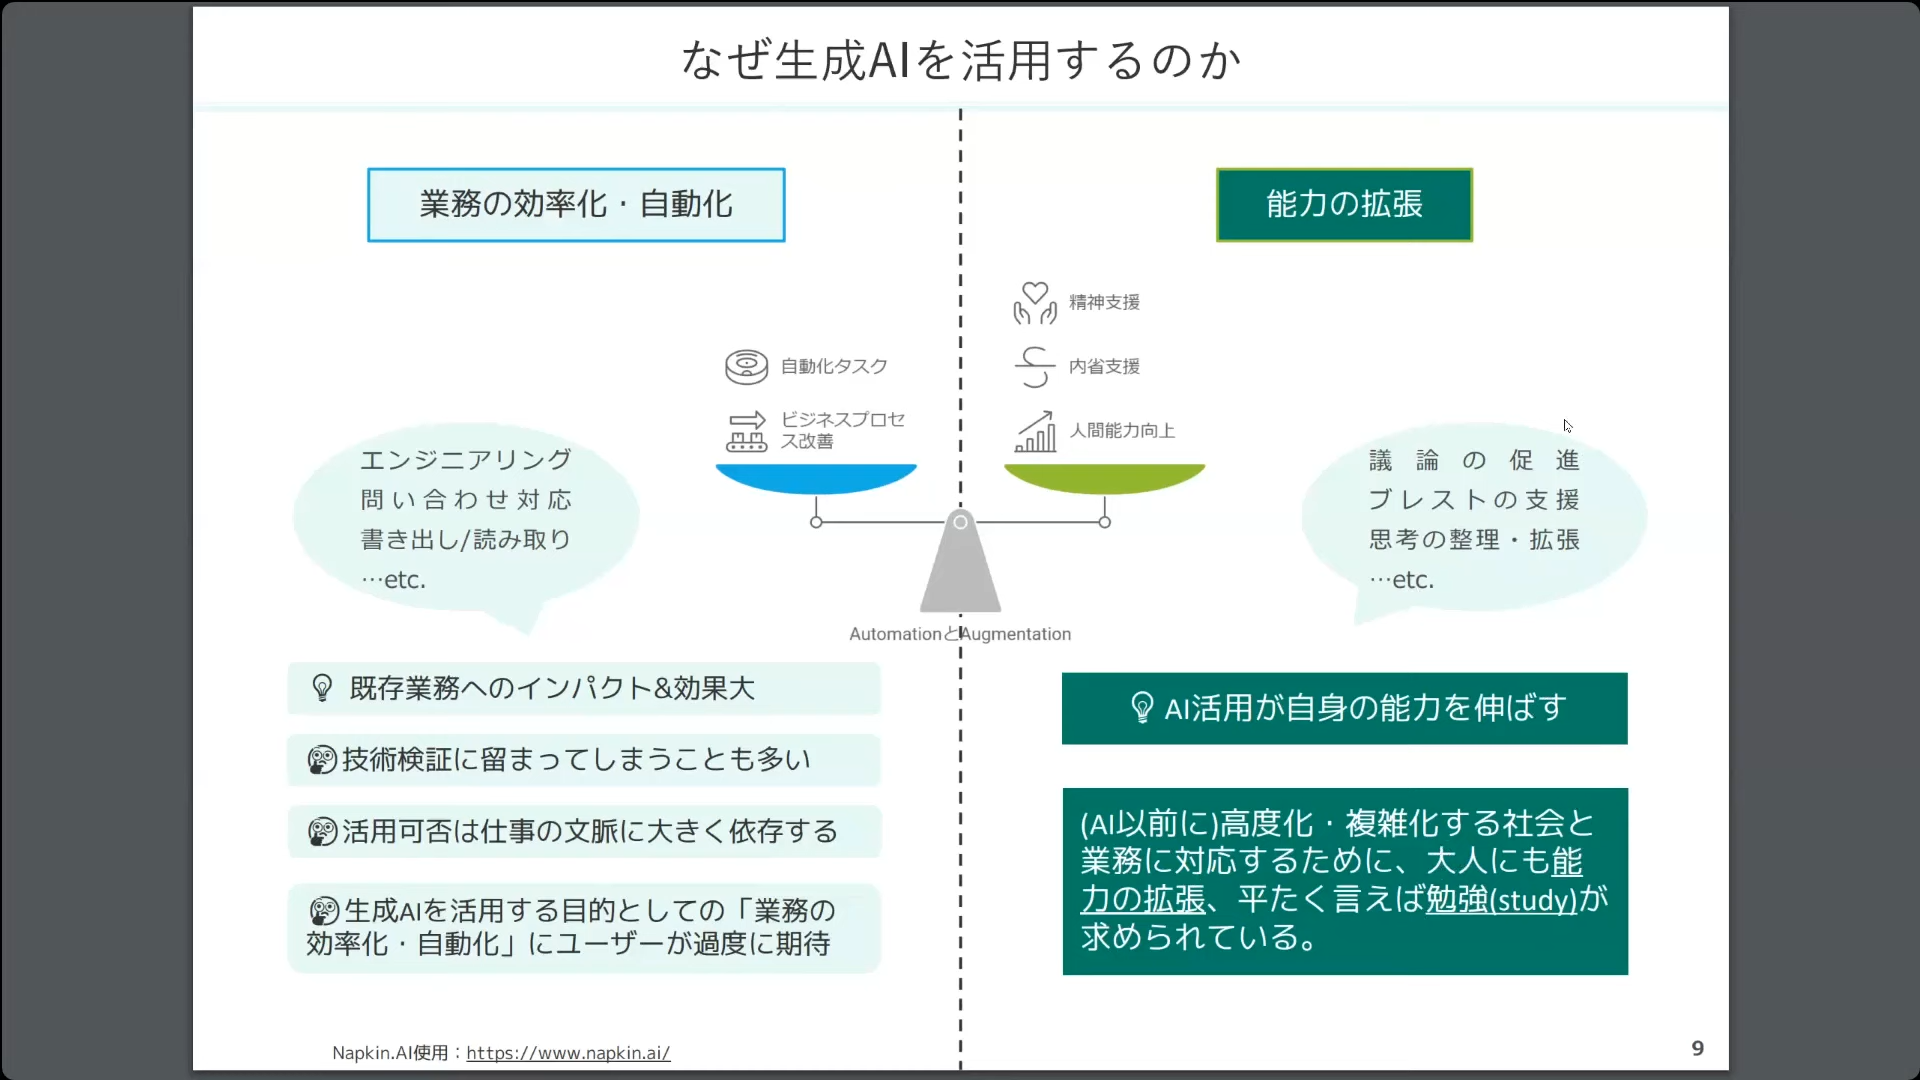 なぜ生成AIを活用するのか
業務の効率化・自動化
自動化タスク
ビジネスプロセ
ス改善
エンジニアリング
問い合わせ対応
書き出し/読み取り
…etc.
能力の拡張
精神支援
内省支援
人間能力向上
議論の促進
ブレストの支援
思考の整理・拡張
…etc.
AutomationとAugmentation
既存業務へのインパクト&効果大
技術検証に留まってしまうことも多い
活用可否は仕事の文脈に大きく依存する
生成AIを活用する目的としての「業務の
効率化・自動化」にユーザーが過度に期待
AI活用が自身の能力を伸ばす
(AI以前に)高度化・複雑化する社会と
業務に対応するために、大人にも能
力の拡張、平たく言えば勉強(study)が
求められている。
Napkin.AI使用：https://www.napkin.ai/
9